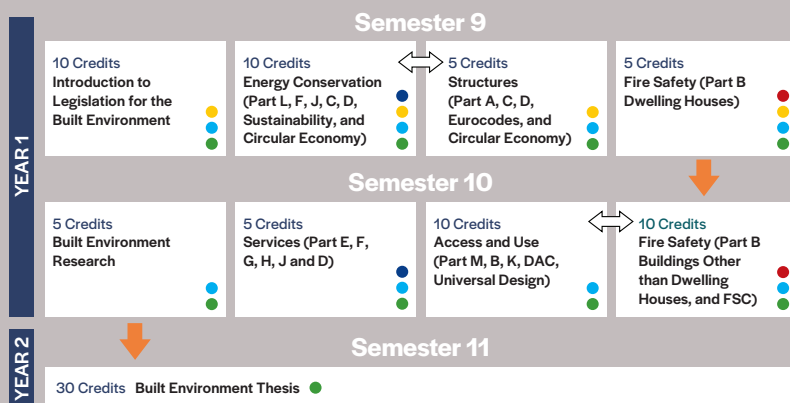 Semester 9
YEAR 1
10 Credits
Introduction to
Legislation for the
Built Environment
10 Credits
Energy Conservation
(Part L, F, J, C, D,
Sustainability, and
Circular Economy)
5 Credits
Structures
(Part A, C, D,
Eurocodes, and
Circular Economy)
5 Credits
Fire Safety (Part B
Dwelling Houses)
Semester 10
5 Credits
Built Environment
Research
5 Credits
Services (Part E, F,
G, H, J and D)
10 Credits
Access and Use
(Part M, B, K, DAC,
Universal Design)
10 Credits
Fire Safety (Part B
Buildings Other
than Dwelling
Houses, and FSC)
YEAR 2
Semester 11
30 Credits Built Environment Thesis